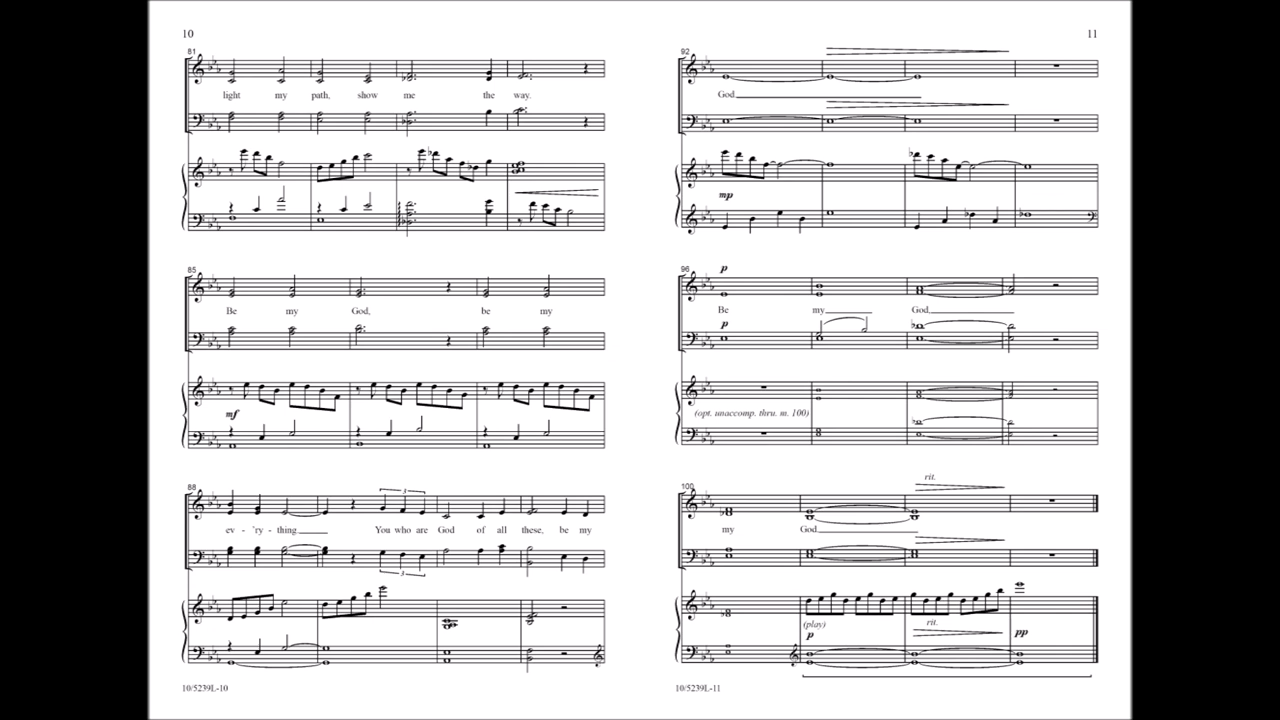 10
81
light my path, show me the way.
85
Be my God, be my
mf
88
3
ev - 'ry - thing. You who are God of all these, be my
3
10/5239L-10
11
92
God
mp
96
p
Be my God,
p
(opt. unaccomp. thru. m. 100)
100
rit.
my God
(play)
rit.
p
pp
10/5239L-11